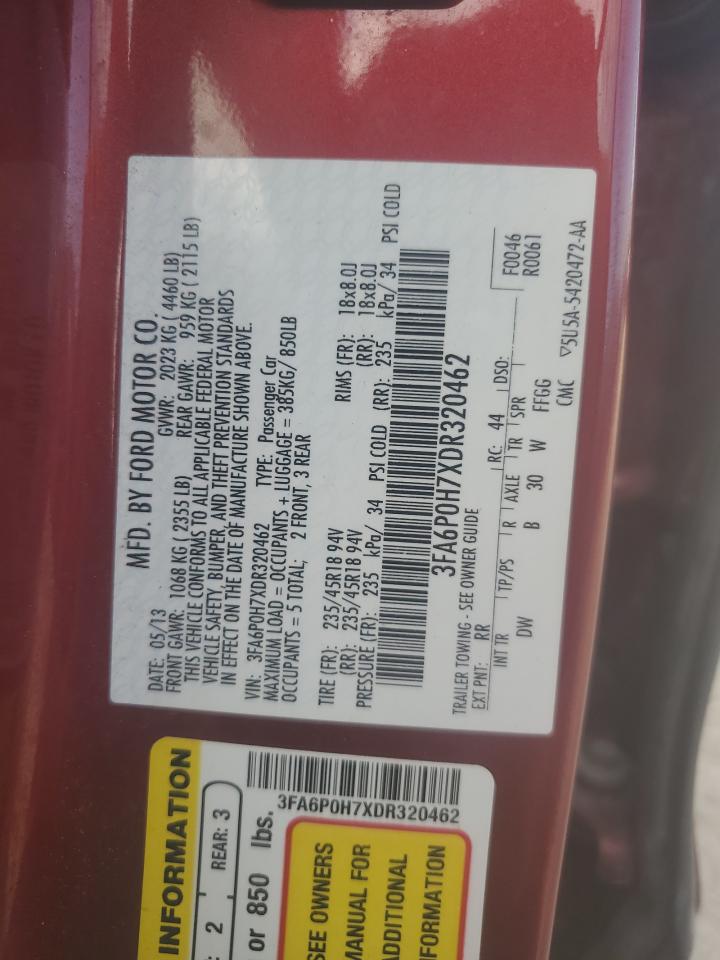 MFD. BY FORD MOTOR CO.
DATE: 05/13 GVWR: 2023 KG ( 4460 LB)
FRONT GAWR: 1068 KG ( 2355 LB) REAR GAWR: 959 KG ( 2115 LB)
THIS VEHICLE CONFORMS TO ALL APPLICABLE FEDERAL MOTOR
VEHICLE SAFETY, BUMPER, AND THEFT PREVENTION STANDARDS
IN EFFECT ON THE DATE OF MANUFACTURE SHOWN ABOVE.
VIN: 3FA6P0H7XDR320462 TYPE: Passenger Car
MAXIMUM LOAD = OCCUPANTS + LUGGAGE = 385KG/ 850LB
OCCUPANTS = 5 TOTAL; 2 FRONT, 3 REAR
TIRE (FR): 235/45R18 94V RIMS (FR): 18x8.0J
(RR): 235/45R18 94V (RR): 18x8.0J
PRESSURE (FR): 235 kPa/ 34 PSI COLD (RR): 235 kPa/ 34 PSI COLD
3FA6P0H7XDR320462
TRAILER TOWING - SEE OWNER GUIDE
EXT PNT: RR RC: 44 DSO: F0046
R0061
INT TR TP/PS R AXLE TR SPR
DW B 30 W FFGG
CMC ▽5U5A-5420472-AA
INFORMATION
2 REAR: 3
or 850 lbs.
3FA6P0H7XDR320462
SEE OWNERS
MANUAL FOR
ADDITIONAL
INFORMATION